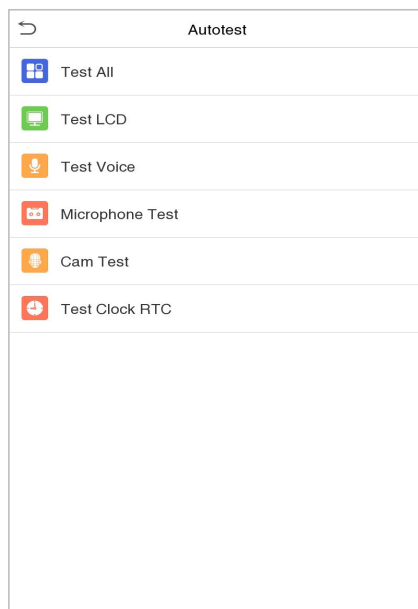 Autotest
Test All
Test LCD
Test Voice
Microphone Test
Cam Test
Test Clock RTC